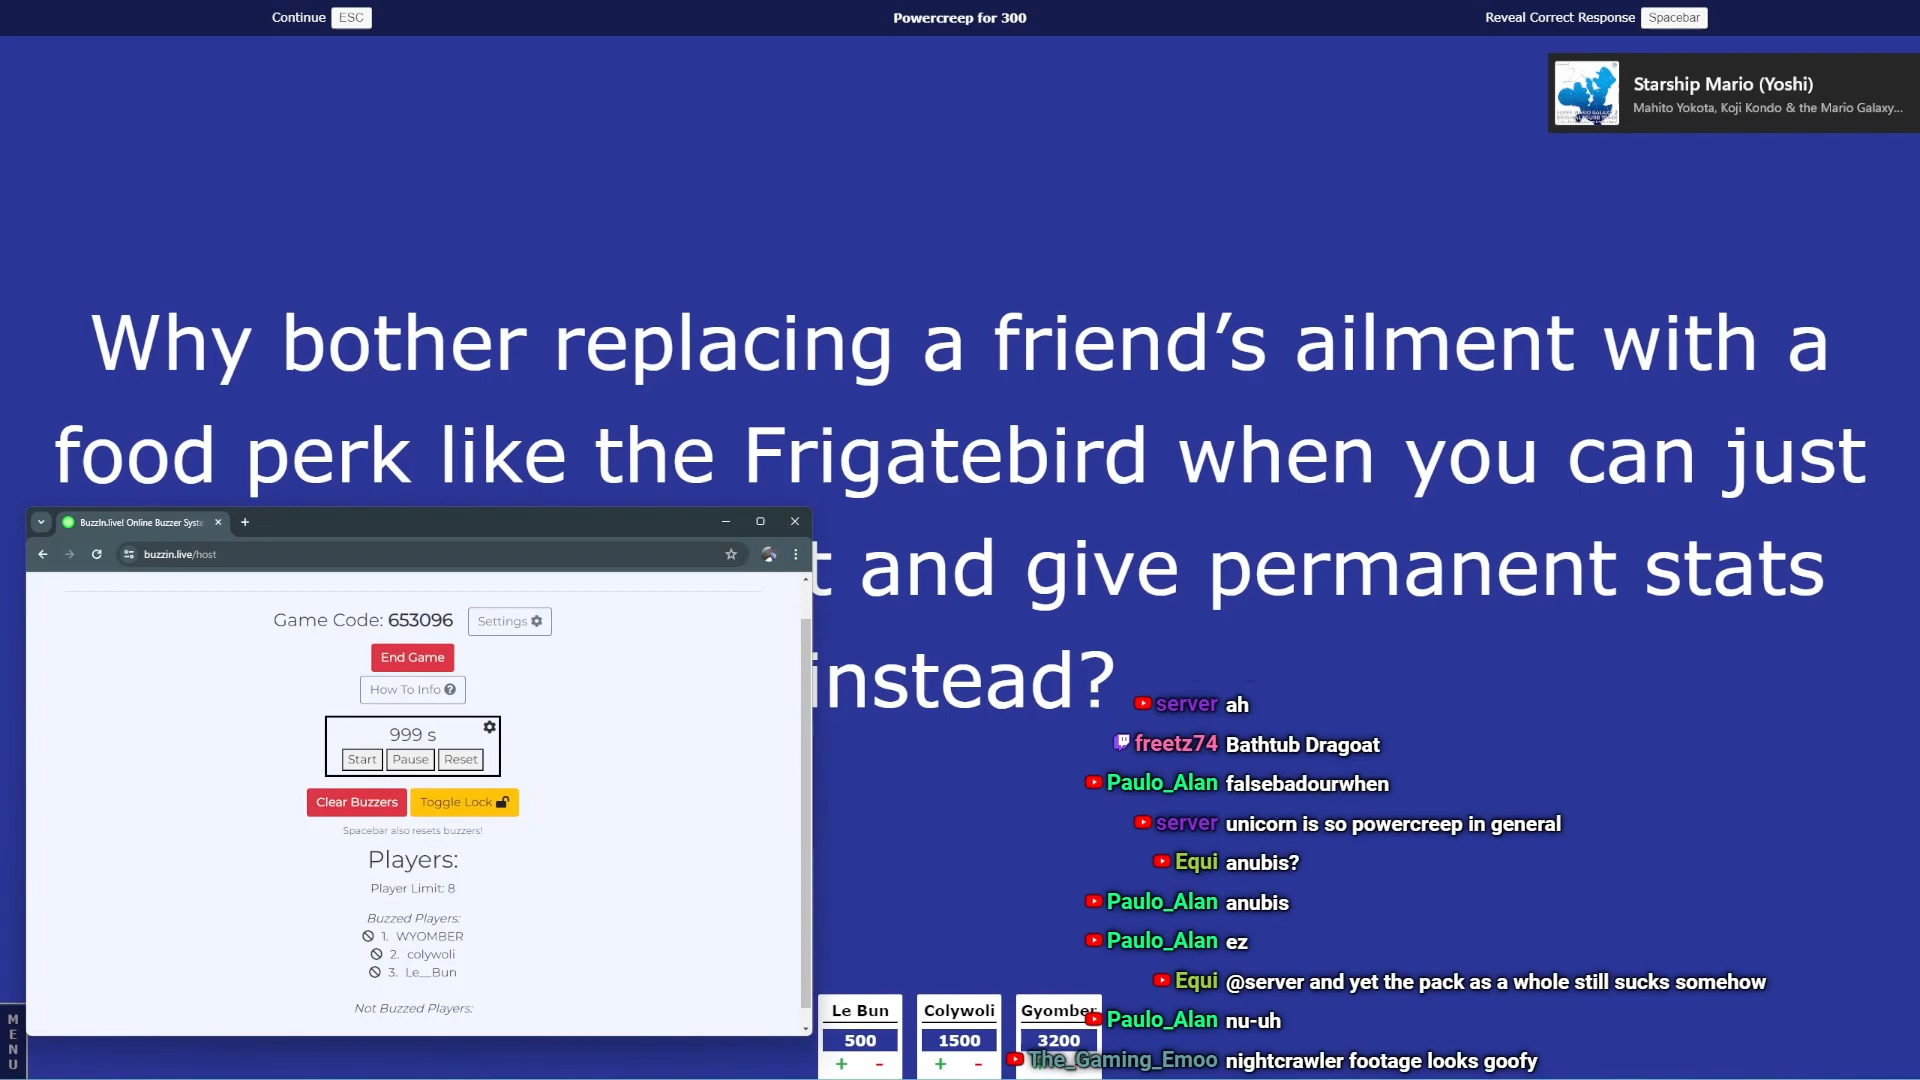 Continue ESC
Powercreep for 300
Reveal Correct Response Spacebar
Starship Mario (Yoshi)
Mahito Yokota, Koji Kondo & the Mario Galaxy...
Why bother replacing a friend’s ailment with a
food perk like the Frigatebird when you can just
t and give permanent stats
instead?
BuzzIn.live! Online Buzzer Syste
buzzin.live/host
Game Code: 653096 Settings
End Game
How To Info
999 s
Start Pause Reset
Clear Buzzers Toggle Lock
Spacebar also resets buzzers!
Players:
Player Limit: 8
Buzzed Players:
1. WYOMBER
2. colywoli
3. Le__Bun
Not Buzzed Players:
MENU
Le Bun
500
+ -
Colywoli
1500
+ -
Gyomber
3200
server ah
freetz74 Bathtub Dragoat
Paulo_Alan falsebadourwhen
server unicorn is so powercreep in general
Equi anubis?
Paulo_Alan anubis
Paulo_Alan ez
Equi @server and yet the pack as a whole still sucks somehow
Paulo_Alan nu-uh
The_Gaming_Emoo nightcrawler footage looks goofy